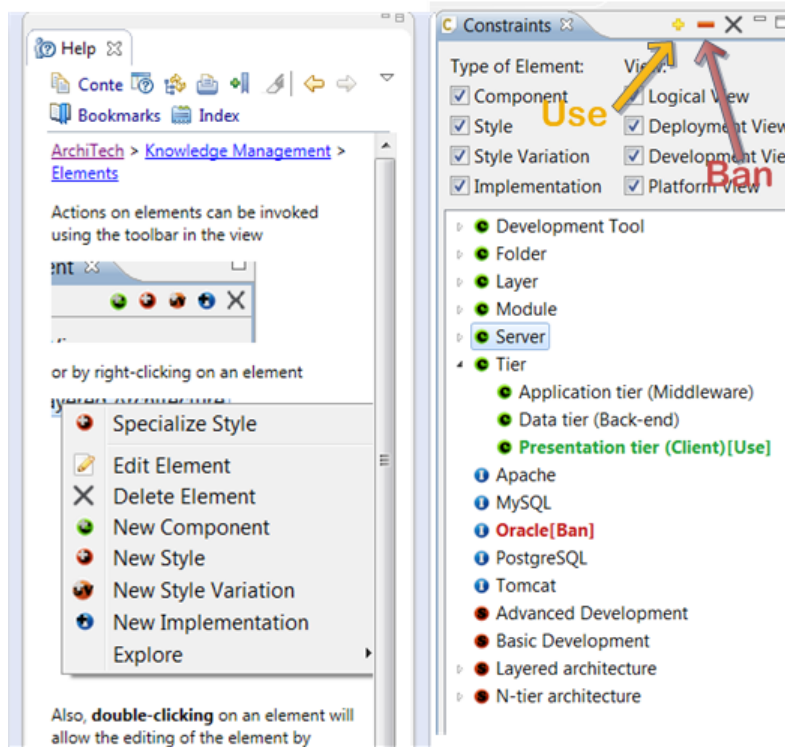 Help
Conte
Bookmarks Index
ArchiTech > Knowledge Management >
Elements
Actions on elements can be invoked
using the toolbar in the view
or by right-clicking on an element
Specialize Style
Edit Element
Delete Element
New Component
New Style
New Style Variation
New Implementation
Explore
Also, double-clicking on an element will
allow the editing of the element by
Constraints
Type of Element:
Component
Style
Style Variation
Implementation
Logical View
Deployment View
Development Vie
Platform View
Use
Ban
Development Tool
Folder
Layer
Module
Server
Tier
Application tier (Middleware)
Data tier (Back-end)
Presentation tier (Client)[Use]
Apache
MySQL
Oracle[Ban]
PostgreSQL
Tomcat
Advanced Development
Basic Development
Layered architecture
N-tier architecture